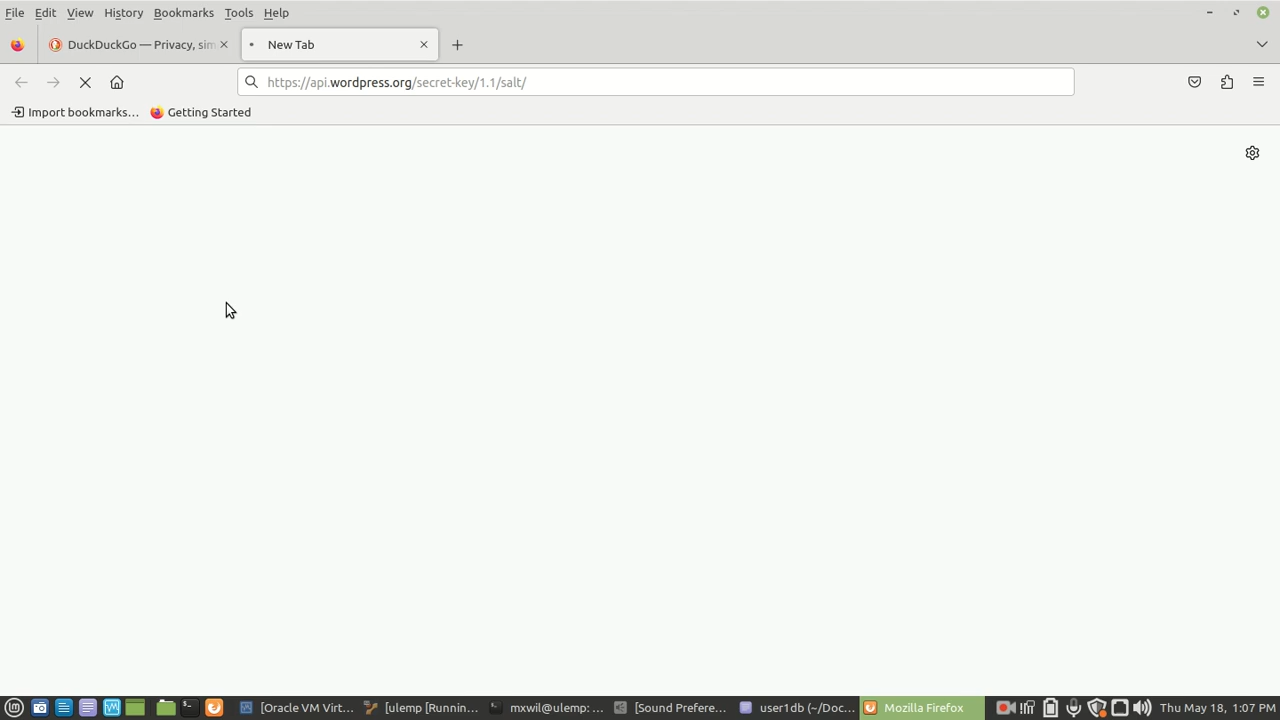 File Edit View History Bookmarks Tools Help
DuckDuckGo — Privacy, sim
New Tab
https://api.wordpress.org/secret-key/1.1/salt/
Import bookmarks… Getting Started
[Oracle VM Virt… [ulemp [Runnin… mxwil@ulemp: … [Sound Prefere… user1db (~/Doc… Mozilla Firefox Thu May 18, 1:07 PM